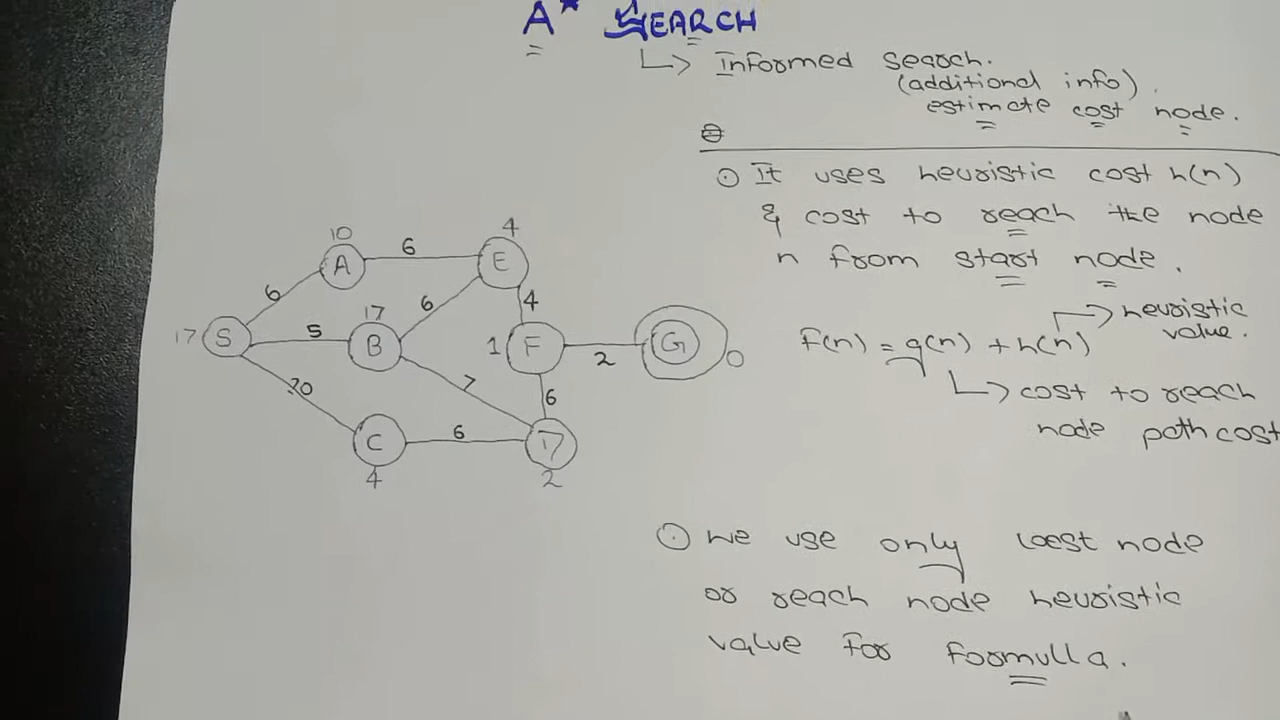 A* SEARCH
↳ Informed search.
(additional info).
estimate cost node.
⊙ It uses heuristic cost h(n)
& cost to reach the node
n from start node.
heuristic
value.
F(n) = g(n) + h(n)
cost to reach
node path cost
⊙ we use only
node
or reach node heuristic
value for formulla.
10
4
A
6
E
6
17
6
4
17
S
5
B
1
F
2
G
0
7
6
C
6
4
2